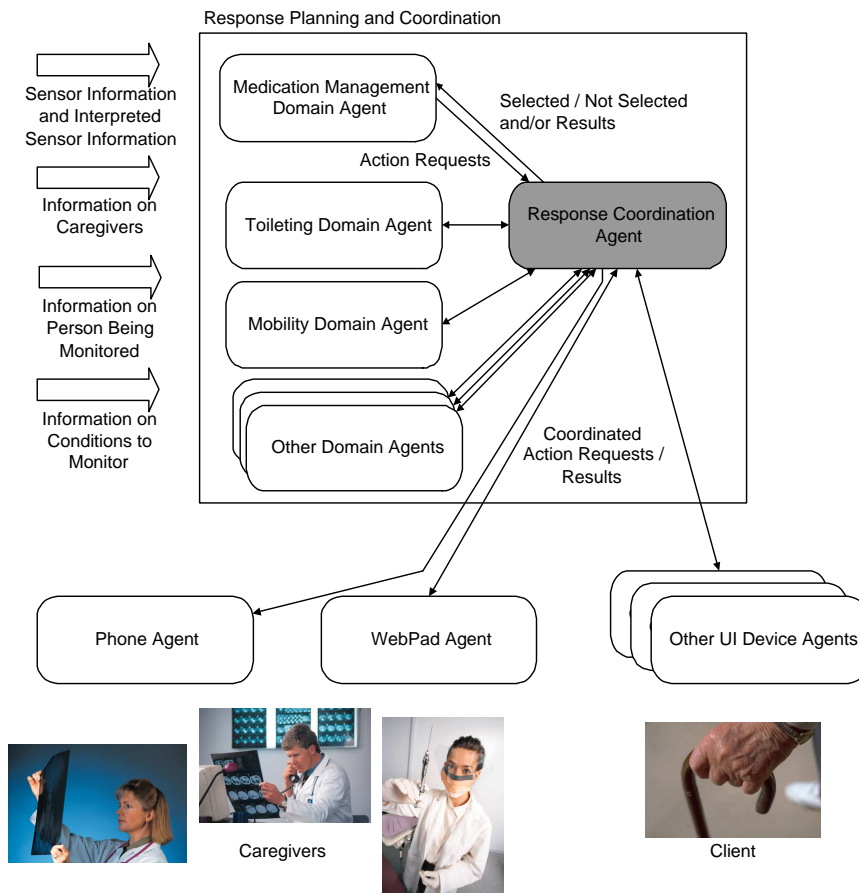 Response Planning and Coordination
Sensor Information
and Interpreted
Sensor Information
Information on
Caregivers
Information on
Person Being
Monitored
Information on
Conditions to
Monitor
Medication Management
Domain Agent
Selected / Not Selected
and/or Results
Action Requests
Toileting Domain Agent
Response Coordination
Agent
Mobility Domain Agent
Other Domain Agents
Coordinated
Action Requests /
Results
Phone Agent
WebPad Agent
Other UI Device Agents
Caregivers
Client